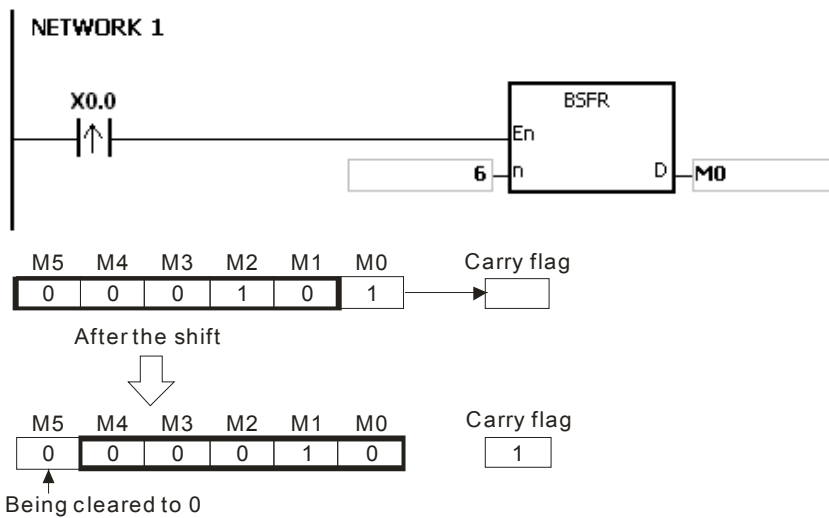 NETWORK 1
X0.0
BSFR
En
6 n D M0
M5 M4 M3 M2 M1 M0 Carry flag
0 0 0 1 0 1
After the shift
M5 M4 M3 M2 M1 M0 Carry flag
0 0 0 0 1 0 1
Being cleared to 0